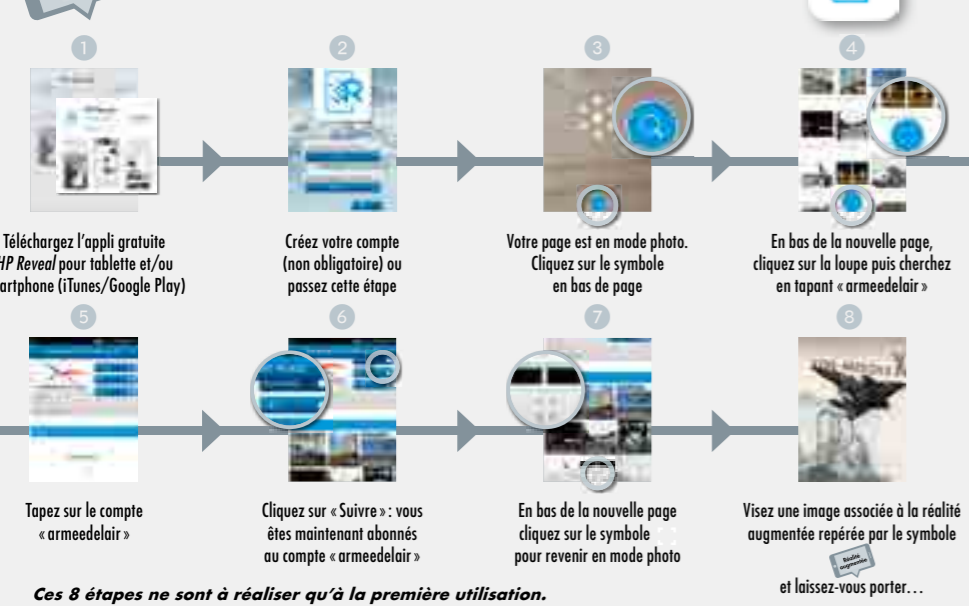 1
2
3
4
Téléchargez l'appli gratuite
HP Reveal pour tablette et/ou
artphone (iTunes/Google Play)
Créez votre compte
(non obligatoire) ou
passez cette étape
Votre page est en mode photo.
Cliquez sur le symbole
en bas de page
En bas de la nouvelle page,
cliquez sur la loupe puis cherchez
en tapant « armeedelair »
5
6
7
8
Tapez sur le compte
« armeedelair »
Cliquez sur « Suivre » : vous
êtes maintenant abonnés
au compte « armeedelair »
En bas de la nouvelle page
cliquez sur le symbole
pour revenir en mode photo
Visez une image associée à la réalité
augmentée repérée par le symbole
Réalité
augmentée
et laissez-vous porter...
Ces 8 étapes ne sont à réaliser qu'à la première utilisation.